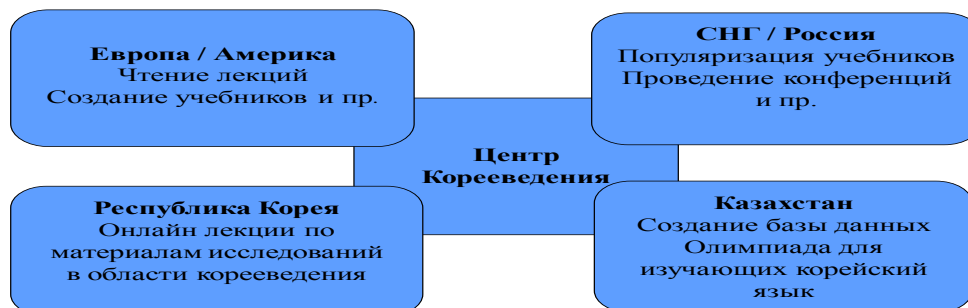 Европа / Америка
Чтение лекций
Создание учебников и пр.
СНГ / Россия
Популяризация учебников
Проведение конференций
и пр.
Центр
Корееведения
Республика Корея
Онлайн лекции по
материалам исследований
в области корееведения
Казахстан
Создание базы данных
Олимпиада для
изучающих корейский
язык